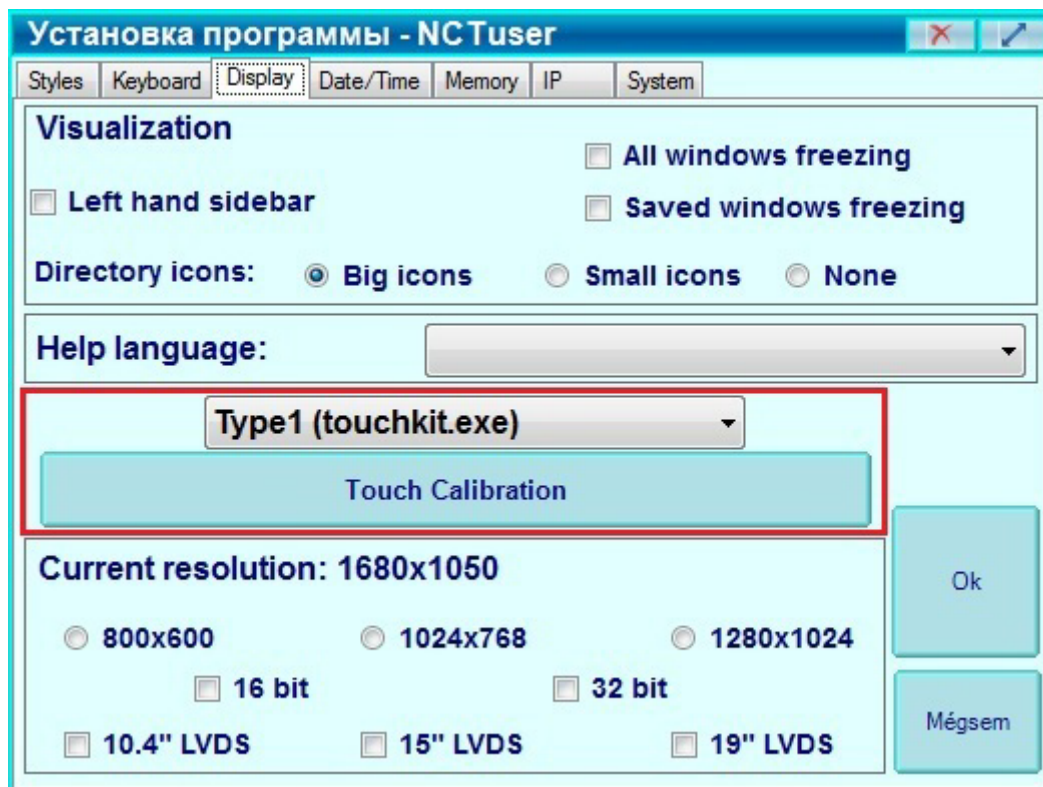 Установка программы - NCTuser
Styles Keyboard Display Date/Time Memory IP System
Visualization
All windows freezing
Left hand sidebar
Saved windows freezing
Directory icons: Big icons Small icons None
Help language:
Type1 (touchkit.exe)
Touch Calibration
Current resolution: 1680x1050
800x600 1024x768 1280x1024
16 bit 32 bit
10.4" LVDS 15" LVDS 19" LVDS
Ok
Mégsem